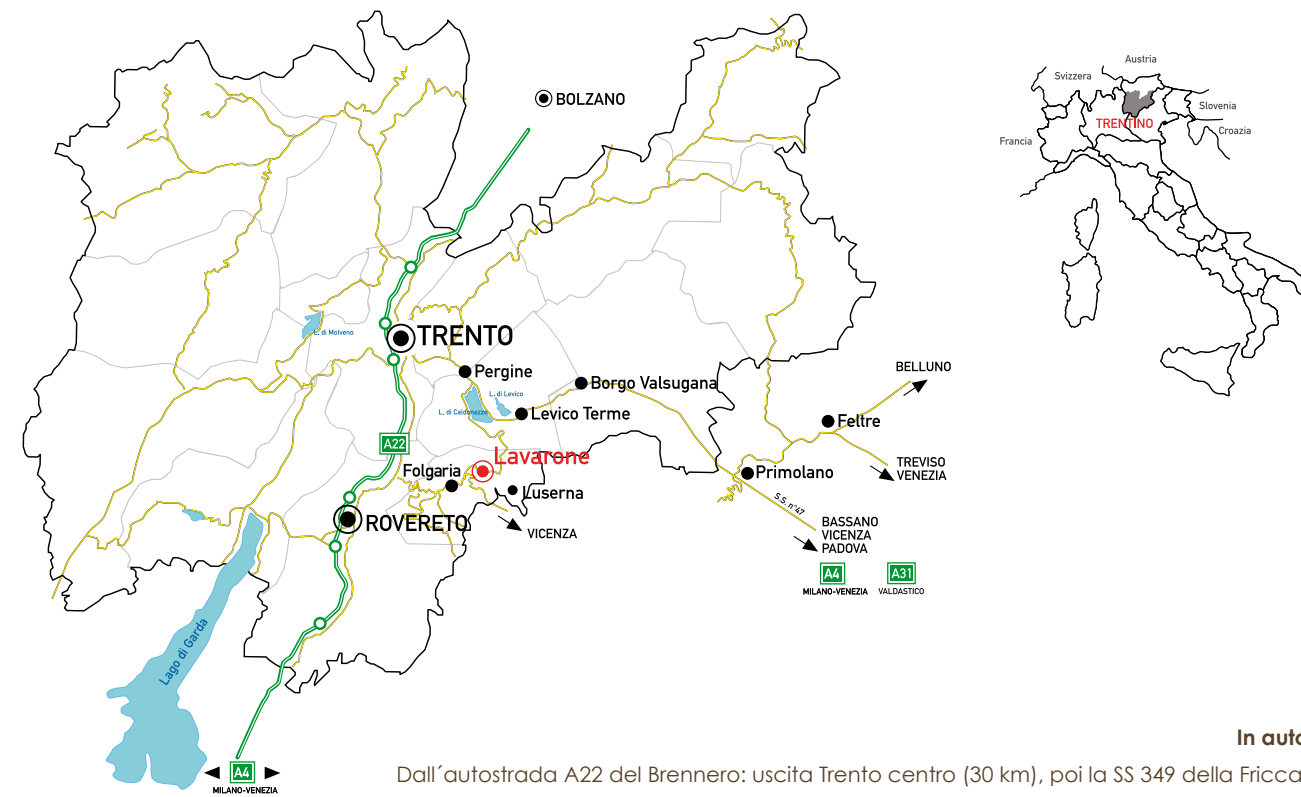 BOLZANO
Austria
Svizzera
Slovenia
TRENTINO
Croazia
Francia
L. di Molveno
TRENTO
Pergine
BELLUNO
Borgo Valsugana
L. di Levico
L. di Caldonazzo
Levico Terme
Feltre
A22
Lavarone
TREVISO
VENEZIA
Folgaria
Primolano
Luserna
S.S. n°47
ROVERETO
VICENZA
BASSANO
VICENZA
PADOVA
A4
A31
MILANO-VENEZIA
VALDASTICO
Lago di Garda
In auto
A4
MILANO-VENEZIA
Dall´autostrada A22 del Brennero: uscita Trento centro (30 km), poi la SS 349 della Fricca